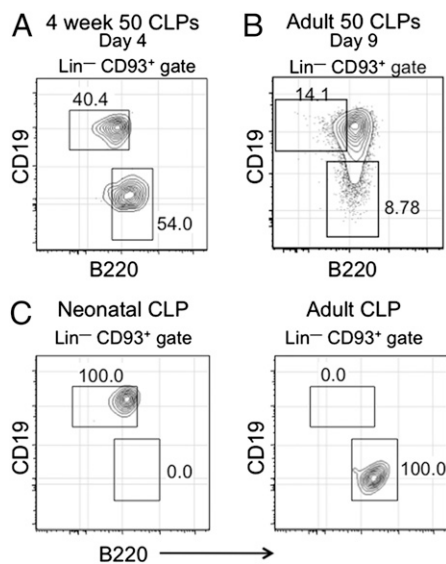 A
4 week 50 CLPs
Day 4
Lin— CD93+ gate
40.4
54.0
CD19
B220
B
Adult 50 CLPs
Day 9
Lin— CD93+ gate
14.1
8.78
CD19
B220
C
Neonatal CLP
Lin— CD93+ gate
100.0
0.0
CD19
B220
Adult CLP
Lin— CD93+ gate
0.0
100.0
CD19